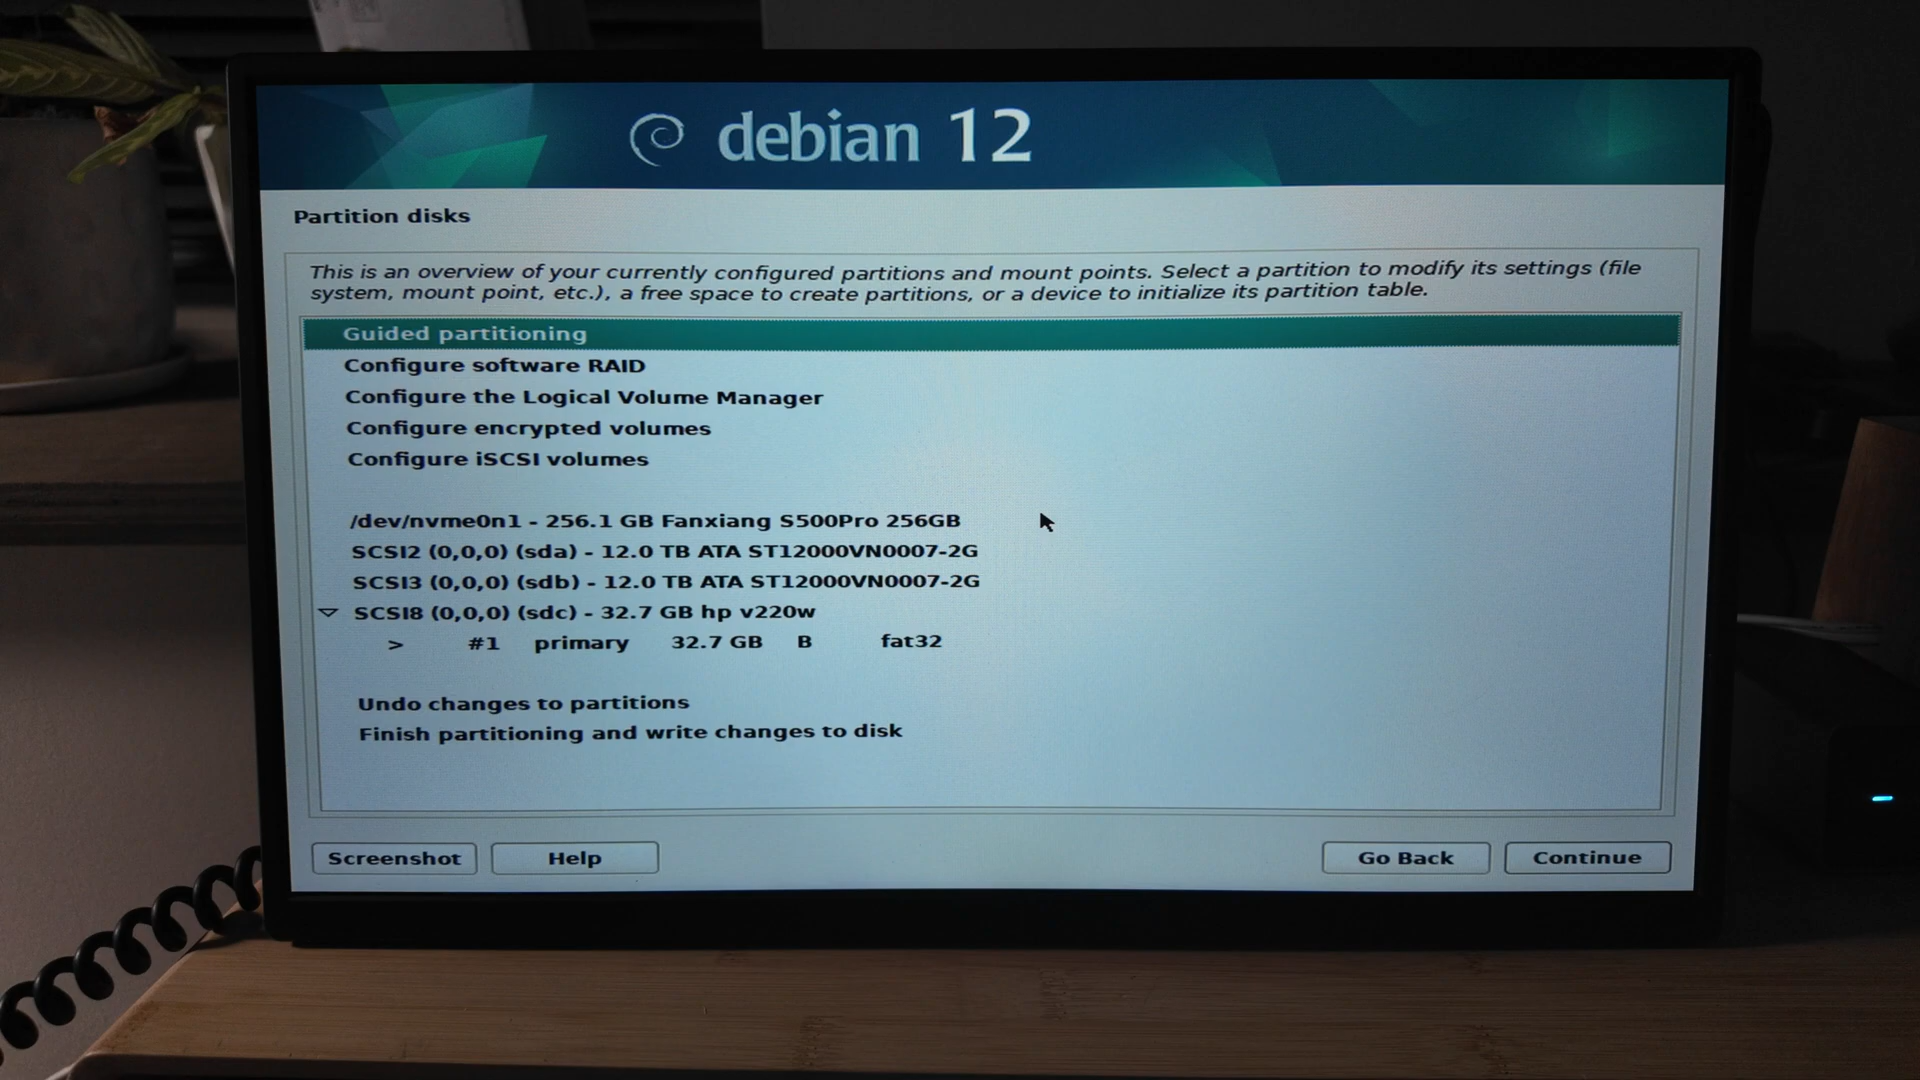 debian 12
Partition disks
This is an overview of your currently configured partitions and mount points. Select a partition to modify its settings (file
system, mount point, etc.), a free space to create partitions, or a device to initialize its partition table.
Guided partitioning
Configure software RAID
Configure the Logical Volume Manager
Configure encrypted volumes
Configure iSCSI volumes
/dev/nvme0n1 - 256.1 GB Fanxiang S500Pro 256GB
SCSI2 (0,0,0) (sda) - 12.0 TB ATA ST12000VN0007-2G
SCSI3 (0,0,0) (sdb) - 12.0 TB ATA ST12000VN0007-2G
SCSI8 (0,0,0) (sdc) - 32.7 GB hp v220w
> #1 primary 32.7 GB B fat32
Undo changes to partitions
Finish partitioning and write changes to disk
Screenshot Help Go Back Continue